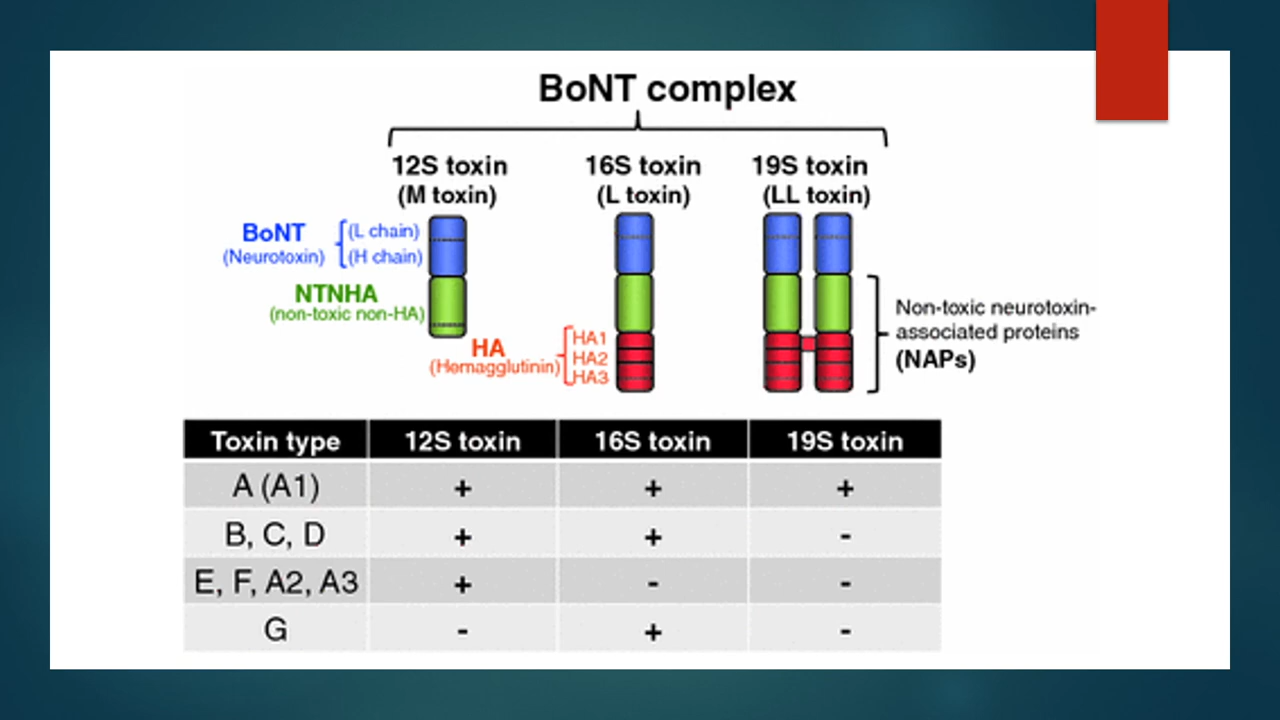 BoNT complex
12S toxin
(M toxin)
16S toxin
(L toxin)
19S toxin
(LL toxin)
BoNT
(Neurotoxin)
(L chain)
(H chain)
NTNHA
(non-toxic non-HA)
HA
(Hemagglutinin)
HA1
HA2
HA3
Non-toxic neurotoxin-
associated proteins
(NAPs)
Toxin type 12S toxin 16S toxin 19S toxin
A (A1) + + +
B, C, D + + -
E, F, A2, A3 + - -
G - + -